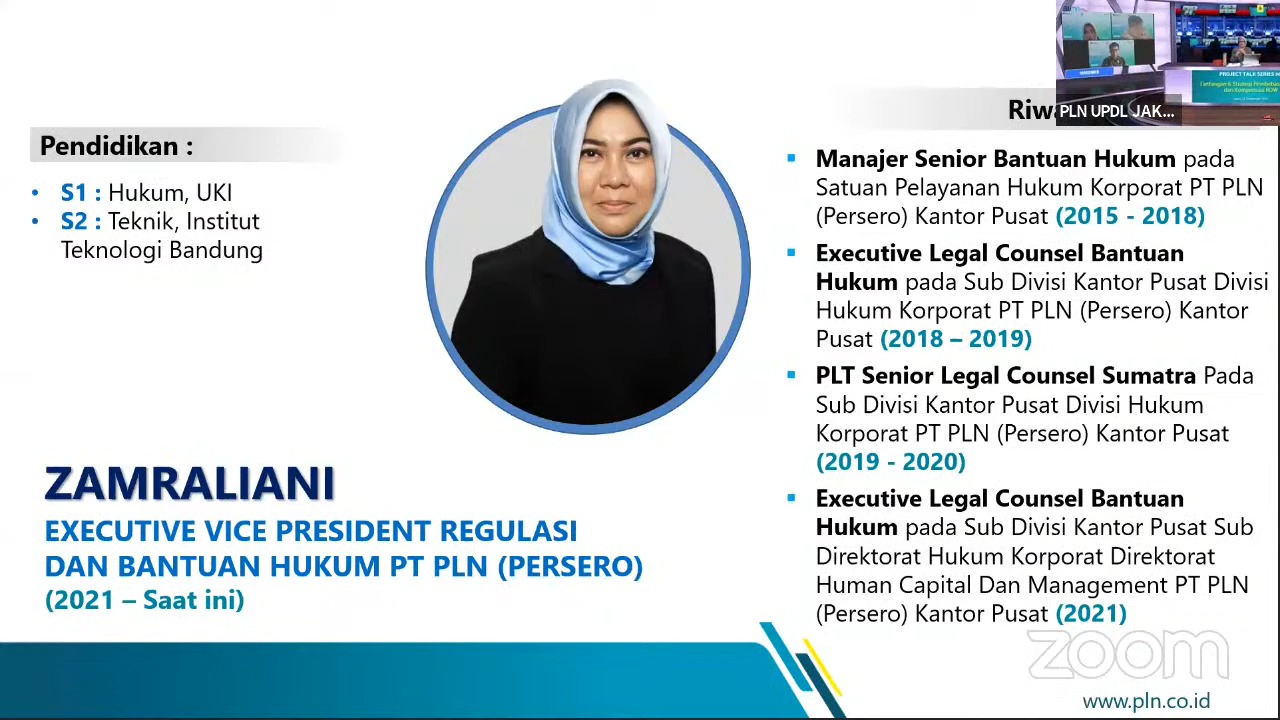 PROJECT TALK SERIES
PLN UPDL JAK...
Riw
Pendidikan :
• S1 : Hukum, UKI
• S2 : Teknik, Institut
Teknologi Bandung
ZAMRALIANI
EXECUTIVE VICE PRESIDENT REGULASI
DAN BANTUAN HUKUM PT PLN (PERSERO)
(2021 – Saat ini)
Manajer Senior Bantuan Hukum pada
Satuan Pelayanan Hukum Korporat PT PLN
(Persero) Kantor Pusat (2015 - 2018)
Executive Legal Counsel Bantuan
Hukum pada Sub Divisi Kantor Pusat Divisi
Hukum Korporat PT PLN (Persero) Kantor
Pusat (2018 – 2019)
PLT Senior Legal Counsel Sumatra Pada
Sub Divisi Kantor Pusat Divisi Hukum
Korporat PT PLN (Persero) Kantor Pusat
(2019 - 2020)
Executive Legal Counsel Bantuan
Hukum pada Sub Divisi Kantor Pusat Sub
Direktorat Hukum Korporat Direktorat
Human Capital Dan Management PT PLN
(Persero) Kantor Pusat (2021)
zoom
www.pln.co.id